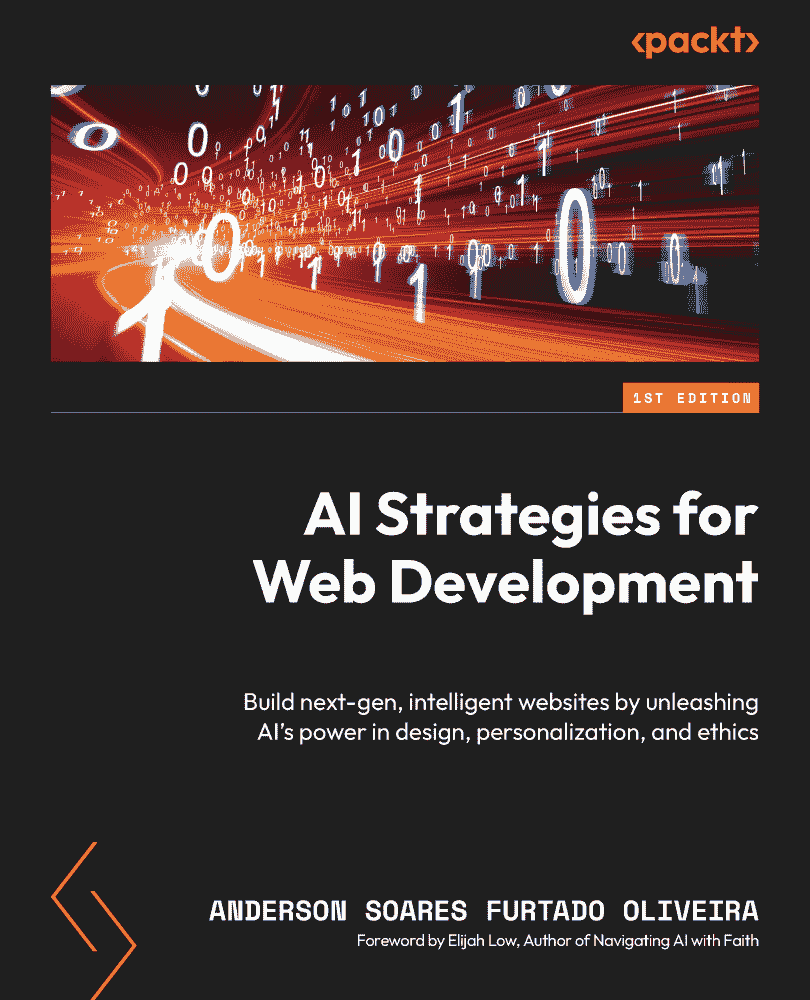 <packt>
1ST EDITION
AI Strategies for
Web Development
Build next-gen, intelligent websites by unleashing
AI's power in design, personalization, and ethics
ANDERSON SOARES FURTADO OLIVEIRA
Foreword by Elijah Low, Author of Navigating AI with Faith